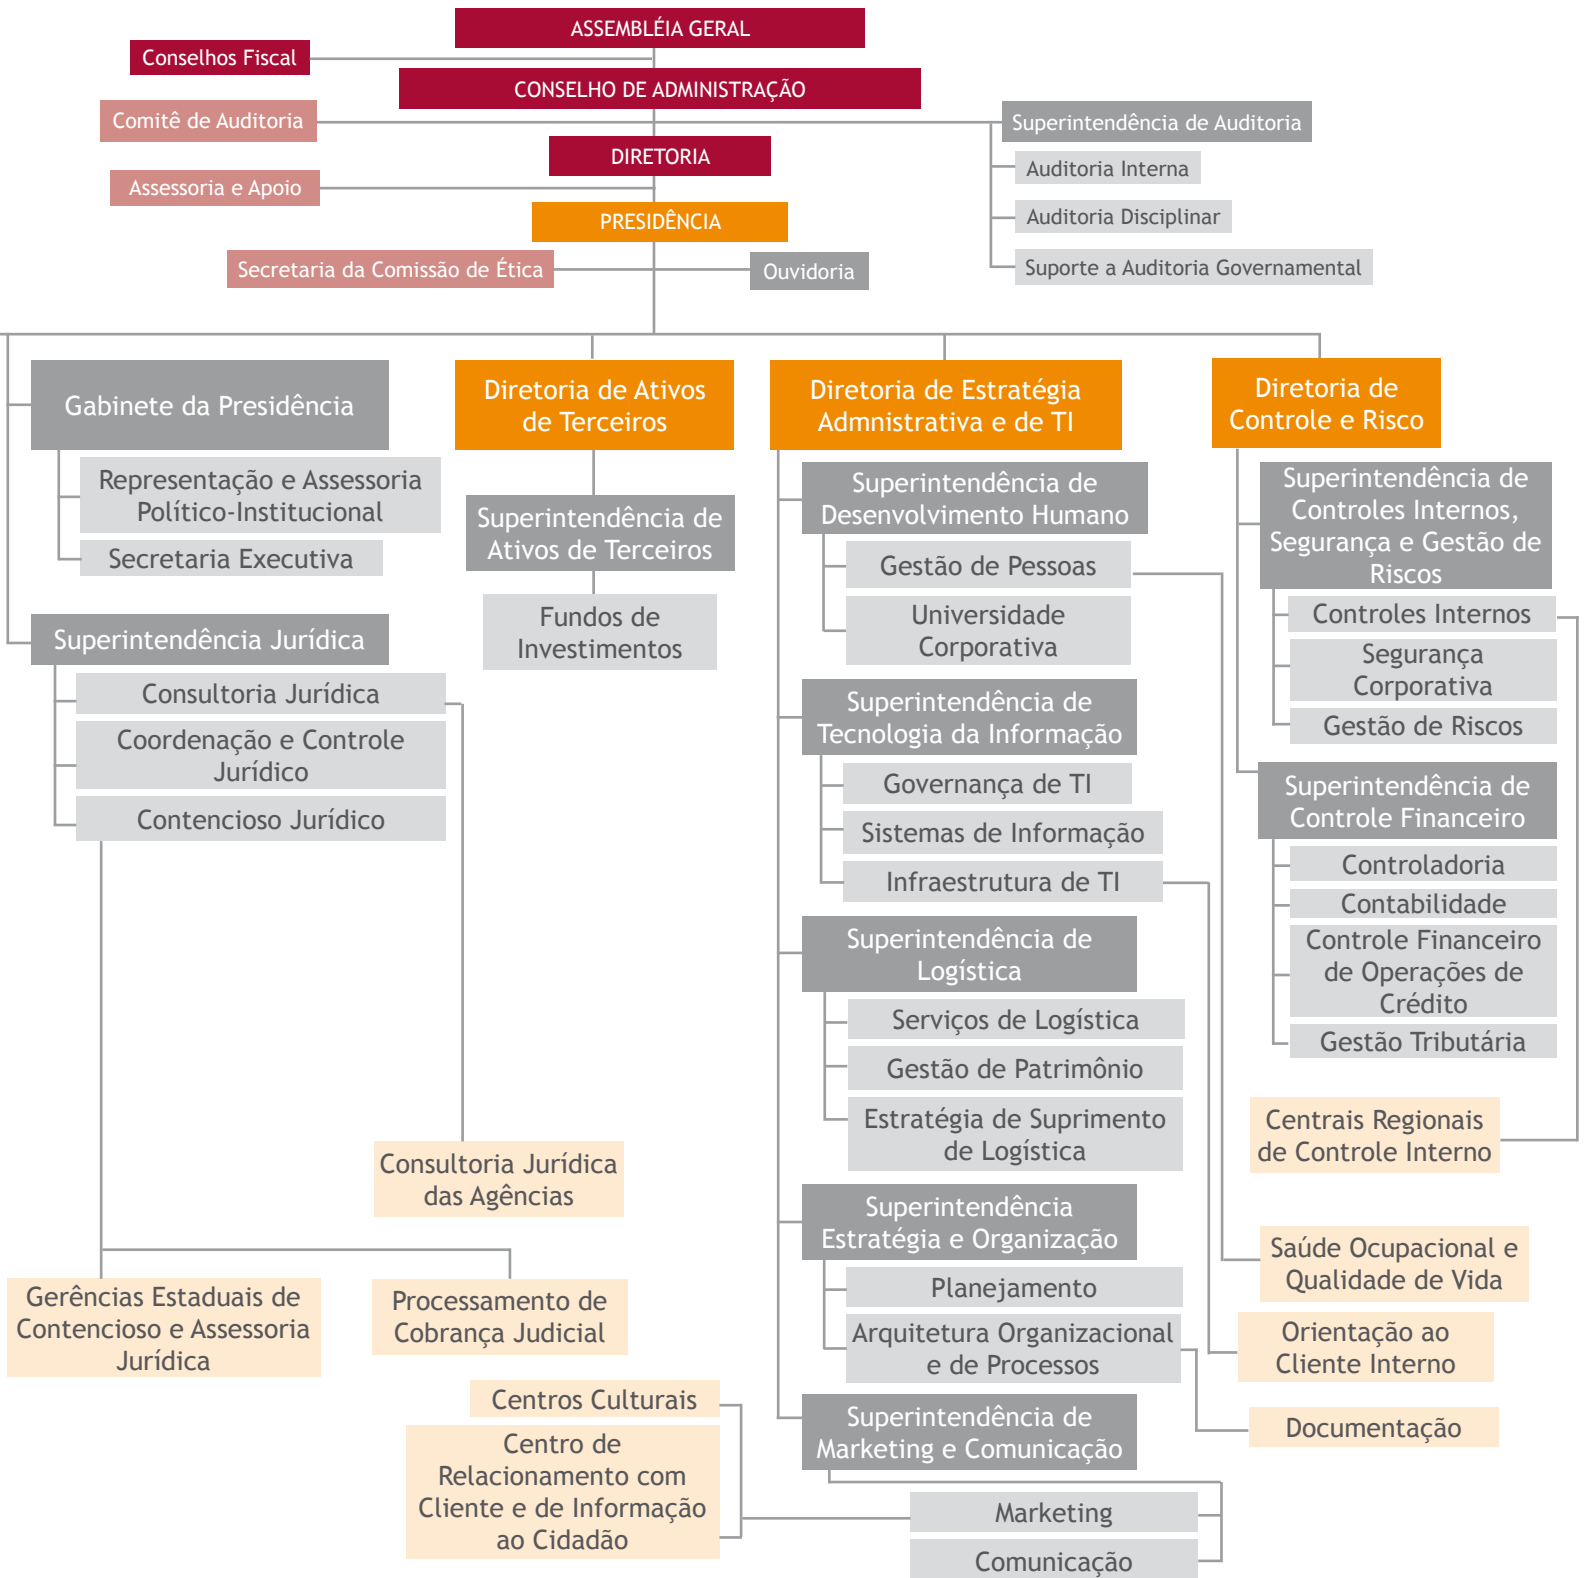 ASSEMBLÉIA GERAL
Conselhos Fiscal
CONSELHO DE ADMINISTRAÇÃO
Comitê de Auditoria
Superintendência de Auditoria
DIRETORIA
Auditoria Interna
Assessoria e Apoio
Auditoria Disciplinar
PRESIDÊNCIA
Secretaria da Comissão de Ética
Ouvidoria
Suporte a Auditoria Governamental
Gabinete da Presidência
Representação e Assessoria
Político-Institucional
Secretaria Executiva
Superintendência Jurídica
Consultoria Jurídica
Coordenação e Controle
Jurídico
Contencioso Jurídico
Consultoria Jurídica
das Agências
Gerências Estaduais de
Contencioso e Assessoria
Jurídica
Processamento de
Cobrança Judicial
Diretoria de Ativos
de Terceiros
Superintendência de
Ativos de Terceiros
Fundos de
Investimentos
Diretoria de Estratégia
Admnistrativa e de TI
Superintendência de
Desenvolvimento Humano
Gestão de Pessoas
Universidade
Corporativa
Superintendência de
Tecnologia da Informação
Governança de TI
Sistemas de Informação
Infraestrutura de TI
Superintendência de
Logística
Serviços de Logística
Gestão de Patrimônio
Estratégia de Suprimento
de Logística
Superintendência
Estratégia e Organização
Planejamento
Arquitetura Organizacional
e de Processos
Superintendência de
Marketing e Comunicação
Marketing
Comunicação
Centros Culturais
Centro de
Relacionamento com
Cliente e de Informação
ao Cidadão
Diretoria de
Controle e Risco
Superintendência de
Controles Internos,
Segurança e Gestão de
Riscos
Controles Internos
Segurança
Corporativa
Gestão de Riscos
Superintendência de
Controle Financeiro
Controladoria
Contabilidade
Controle Financeiro
de Operações de
Crédito
Gestão Tributária
Centrais Regionais
de Controle Interno
Saúde Ocupacional e
Qualidade de Vida
Orientação ao
Cliente Interno
Documentação